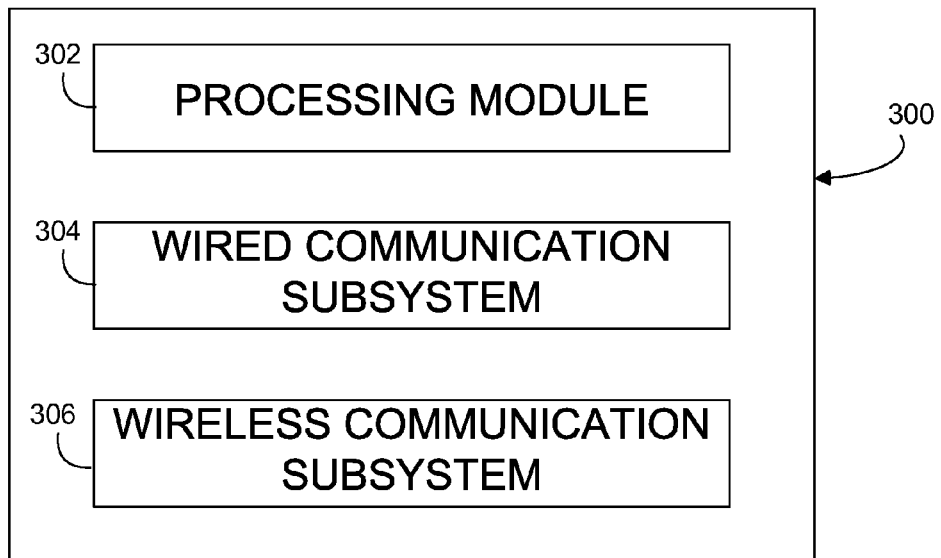 302
PROCESSING MODULE
300
304
WIRED COMMUNICATION
SUBSYSTEM
306
WIRELESS COMMUNICATION
SUBSYSTEM